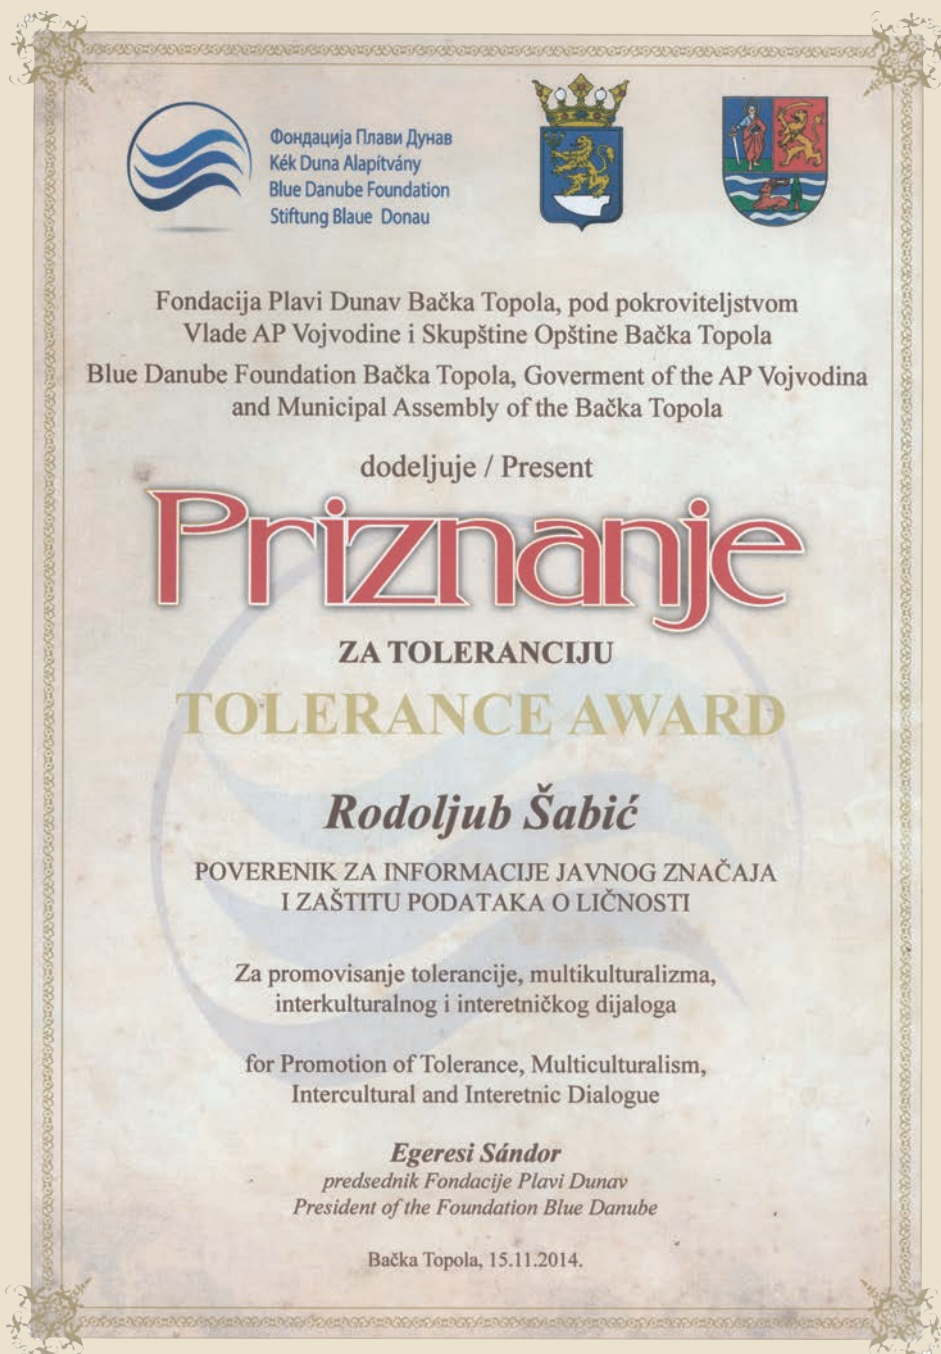 Фондација Плави Дунав
Kék Duna Alapítvány
Blue Danube Foundation
Stiftung Blaue Donau
Fondacija Plavi Dunav Bačka Topola, pod pokroviteljstvom
Vlade AP Vojvodine i Skupštine Opštine Bačka Topola
Blue Danube Foundation Bačka Topola, Goverment of the AP Vojvodina
and Municipal Assembly of the Bačka Topola
dodeljuje / Present
Priznanje
ZA TOLERANCIJU
TOLERANCE AWARD
Rodoljub Šabić
POVERENIK ZA INFORMACIJE JAVNOG ZNAČAJA
I ZAŠTITU PODATAKA O LIČNOSTI
Za promovisanje tolerancije, multikulturalizma,
interkulturalnog i interetničkog dijaloga
for Promotion of Tolerance, Multiculturalism,
Intercultural and Interetnic Dialogue
Egeresi Sándor
predsednik Fondacije Plavi Dunav
President of the Foundation Blue Danube
Bačka Topola, 15.11.2014.